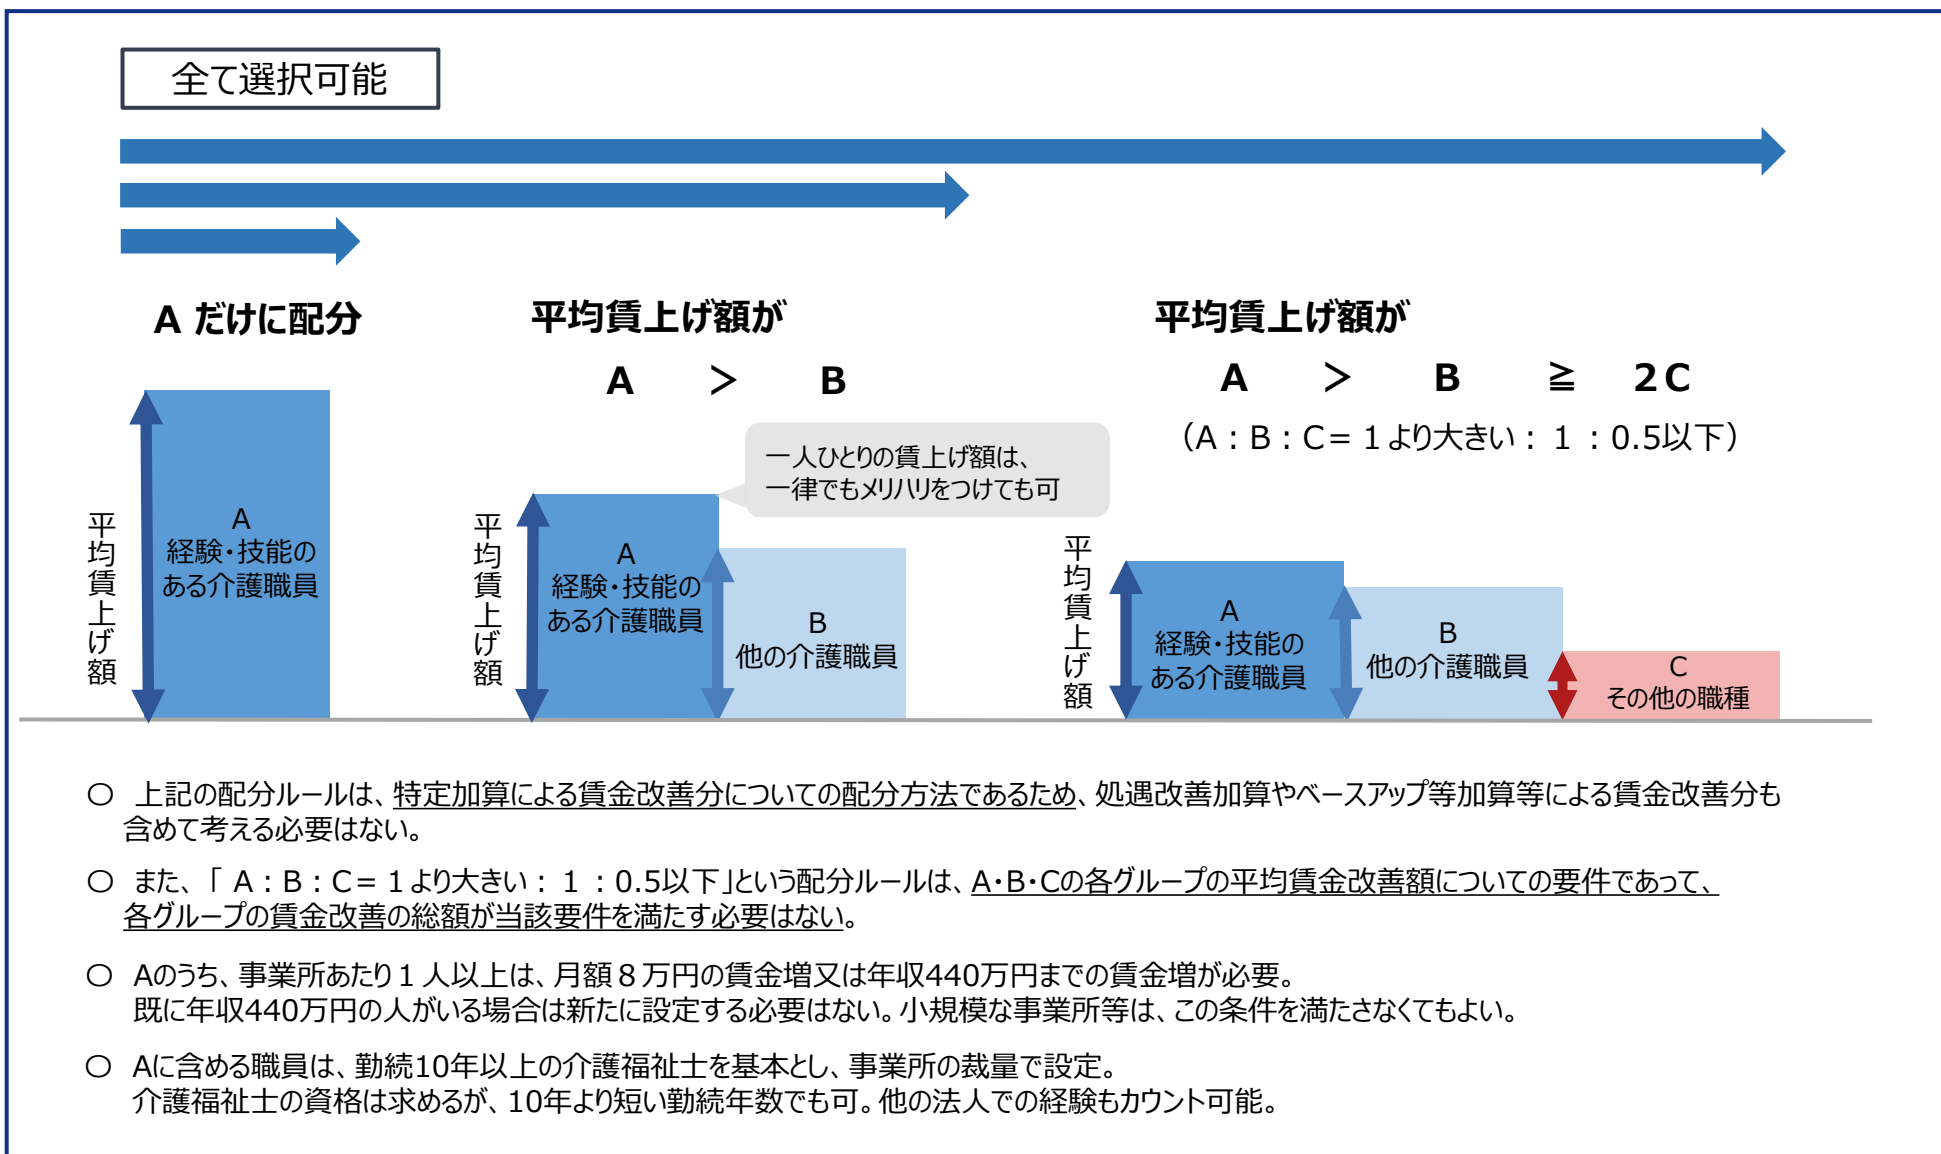 全て選択可能
A だけに配分
平均賃上げ額が
A ＞ B
平均賃上げ額が
A ＞ B ≧ 2C
（A：B：C＝１より大きい：１：0.5以下）
一人ひとりの賃上げ額は、
一律でもメリハリをつけても可
平均賃上げ額
A
経験・技能の
ある介護職員
平均賃上げ額
A
経験・技能の
ある介護職員
B
他の介護職員
平均賃上げ額
A
経験・技能の
ある介護職員
B
他の介護職員
C
その他の職種
○ 上記の配分ルールは、特定加算による賃金改善分についての配分方法であるため、処遇改善加算やベースアップ等加算等による賃金改善分も
含めて考える必要はない。
○ また、「 A：B：C＝１より大きい：１：0.5以下」という配分ルールは、A・B・Cの各グループの平均賃金改善額についての要件であって、
各グループの賃金改善の総額が当該要件を満たす必要はない。
○ Aのうち、事業所あたり１人以上は、月額８万円の賃金増又は年収440万円までの賃金増が必要。
既に年収440万円の人がいる場合は新たに設定する必要はない。小規模な事業所等は、この条件を満たさなくてもよい。
○ Aに含める職員は、勤続10年以上の介護福祉士を基本とし、事業所の裁量で設定。
介護福祉士の資格は求めるが、10年より短い勤続年数でも可。他の法人での経験もカウント可能。